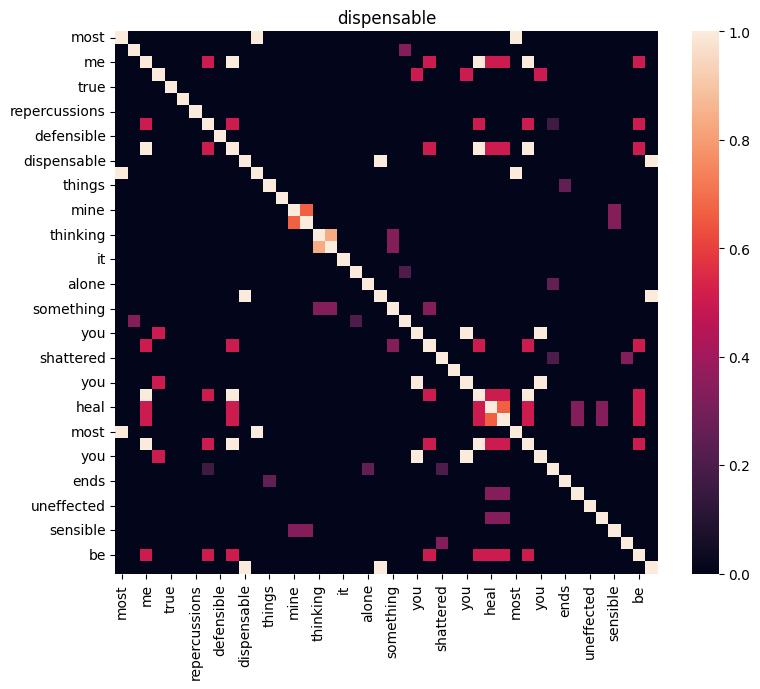 dispensable
most
me
true
repercussions
defensible
dispensable
things
mine
thinking
it
alone
something
you
shattered
you
heal
most
you
ends
uneffected
sensible
be
1.0
0.8
0.6
0.4
0.2
0.0
most
me
true
repercussions
defensible
dispensable
things
mine
thinking
it
alone
something
you
shattered
you
heal
most
you
ends
uneffected
sensible
be